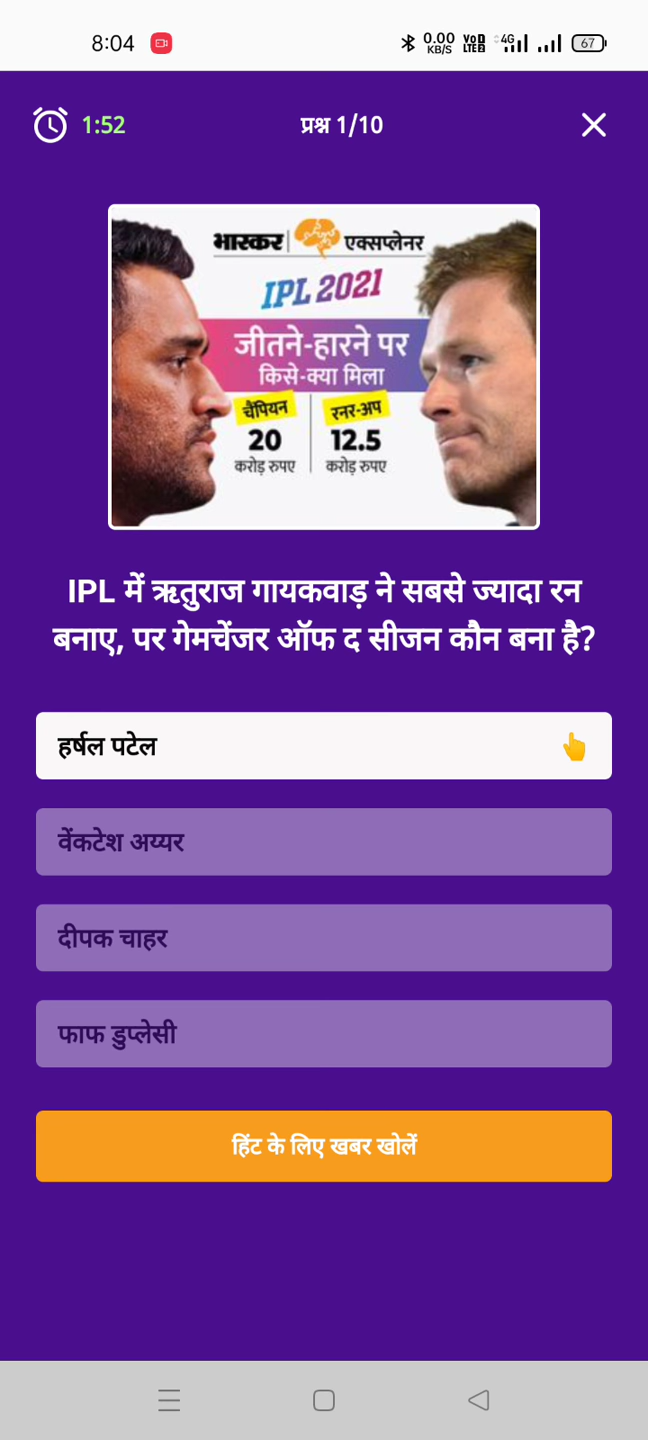 8:04
0.00 KB/S
VoD LTE2
4G
67
1:52
प्रश्न 1/10
भास्कर | एक्सप्लेनर
IPL 2021
जीतने-हारने पर
किसे-क्या मिला
चैंपियन
रनर-अप
20
12.5
करोड़ रुपए
करोड़ रुपए
IPL में ऋतुराज गायकवाड़ ने सबसे ज्यादा रन
बनाए, पर गेमचेंजर ऑफ द सीजन कौन बना है?
हर्षल पटेल
वेंकटेश अय्यर
दीपक चाहर
फाफ डुप्लेसी
हिंट के लिए खबर खोलें